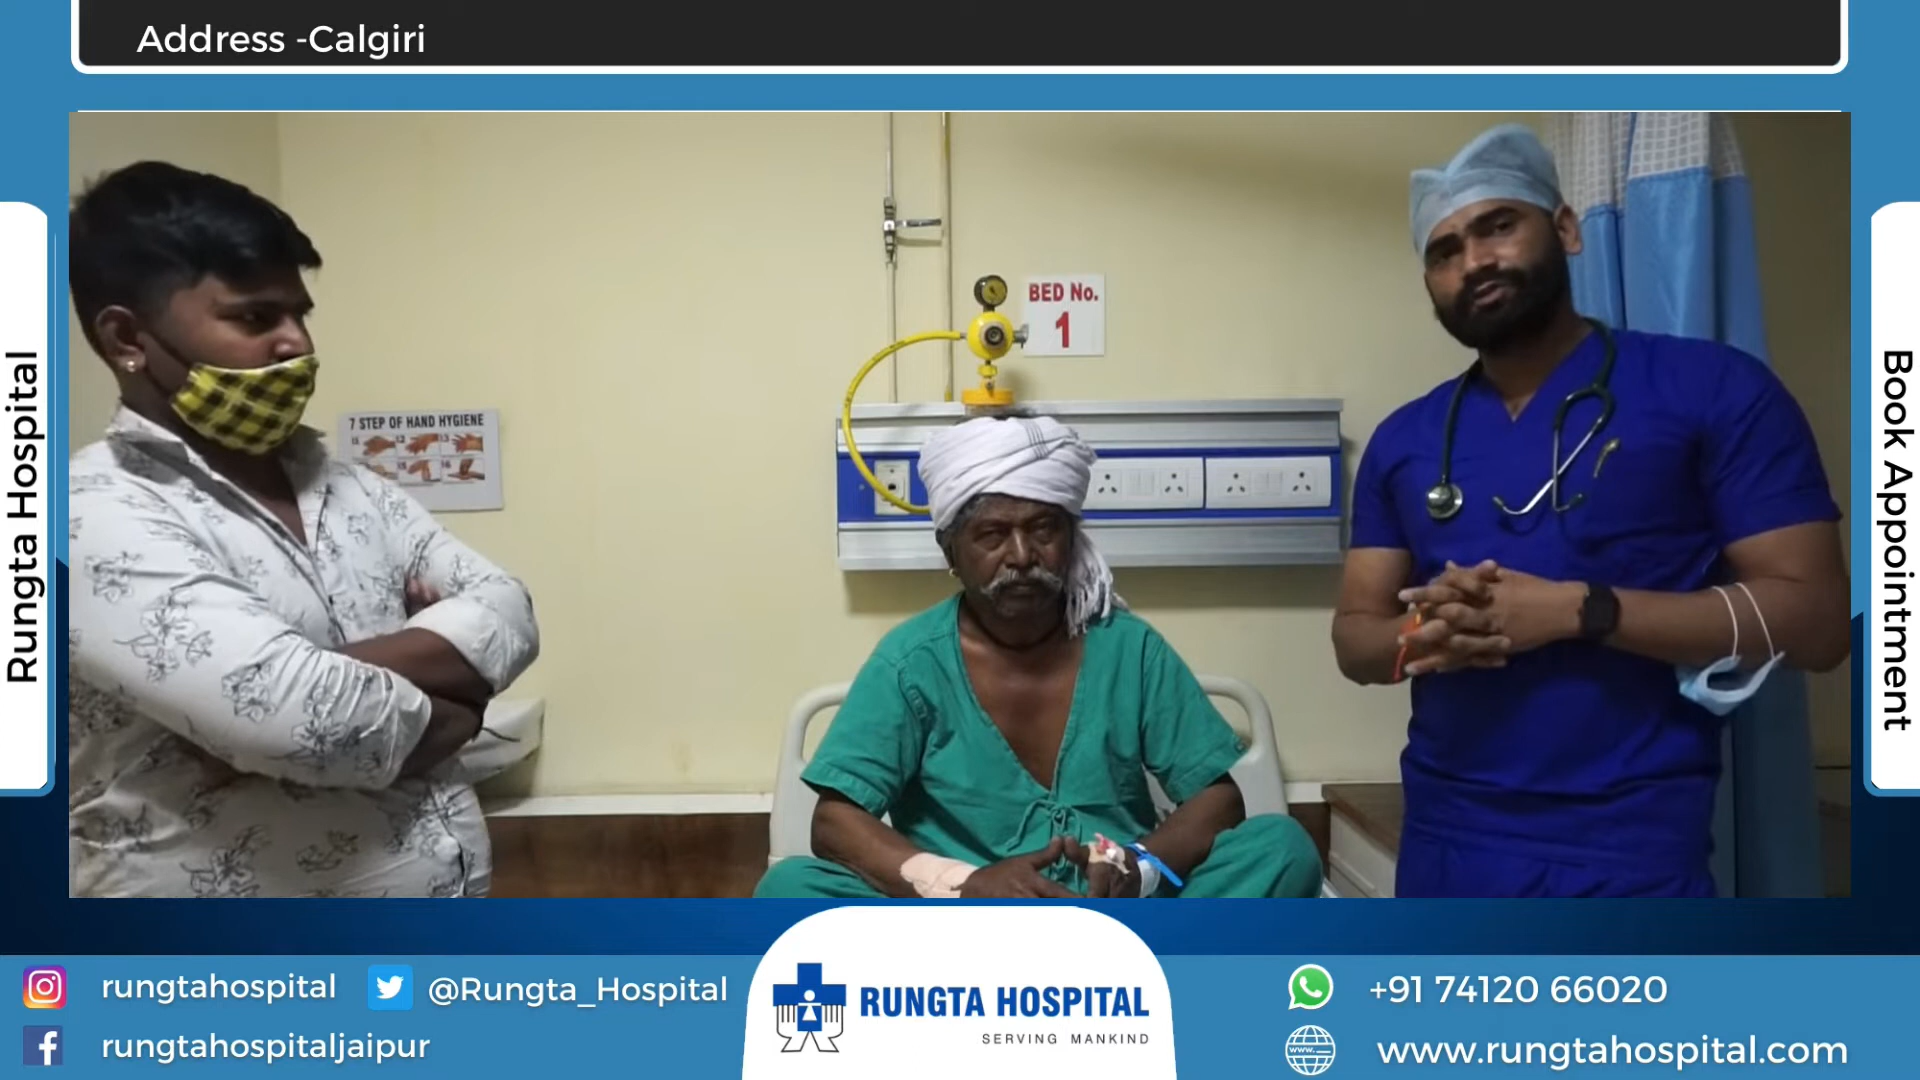 Address -Calgiri
Rungta Hospital
BED No.
1
7 STEP OF HAND HYGIENE
Book Appointment
rungtahospital
@Rungta_Hospital
rungtahospitaljaipur
RUNGTA HOSPITAL
SERVING MANKIND
+91 74120 66020
www.rungtahospital.com